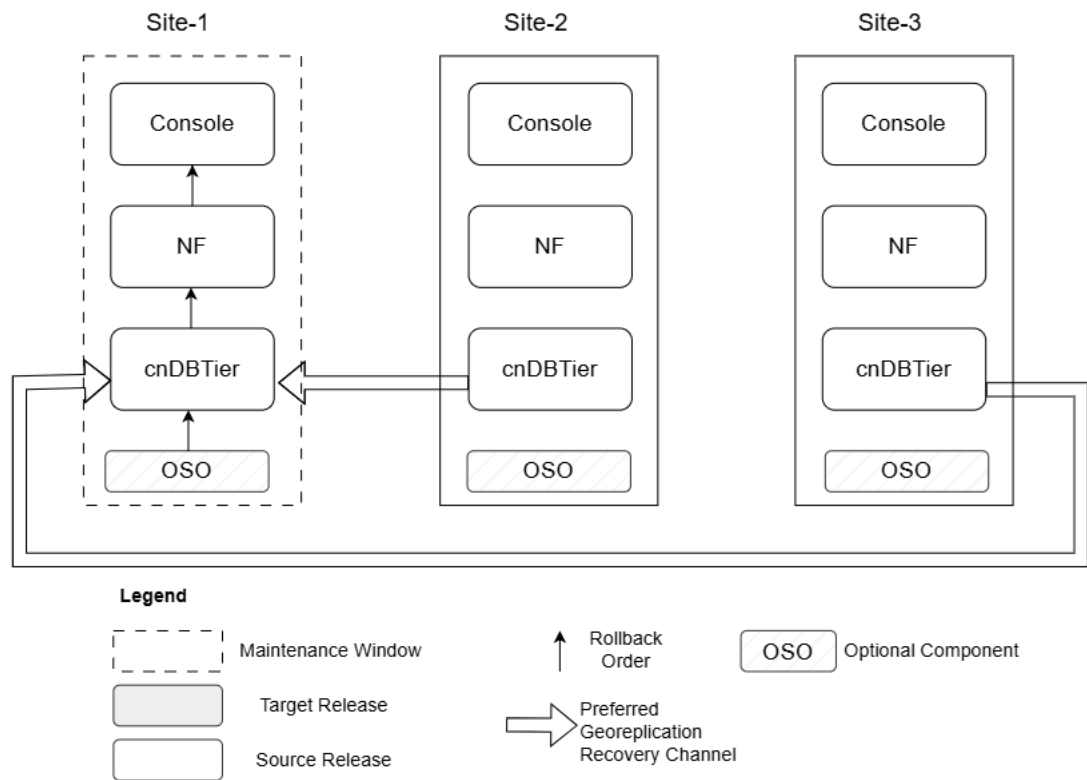 Site-1
Site-2
Site-3
Console
Console
Console
NF
NF
NF
cnDBTier
cnDBTier
cnDBTier
OSO
OSO
OSO
Legend
Maintenance Window
Rollback
Order
OSO
Optional Component
Target Release
Preferred
Georeplication
Recovery Channel
Source Release